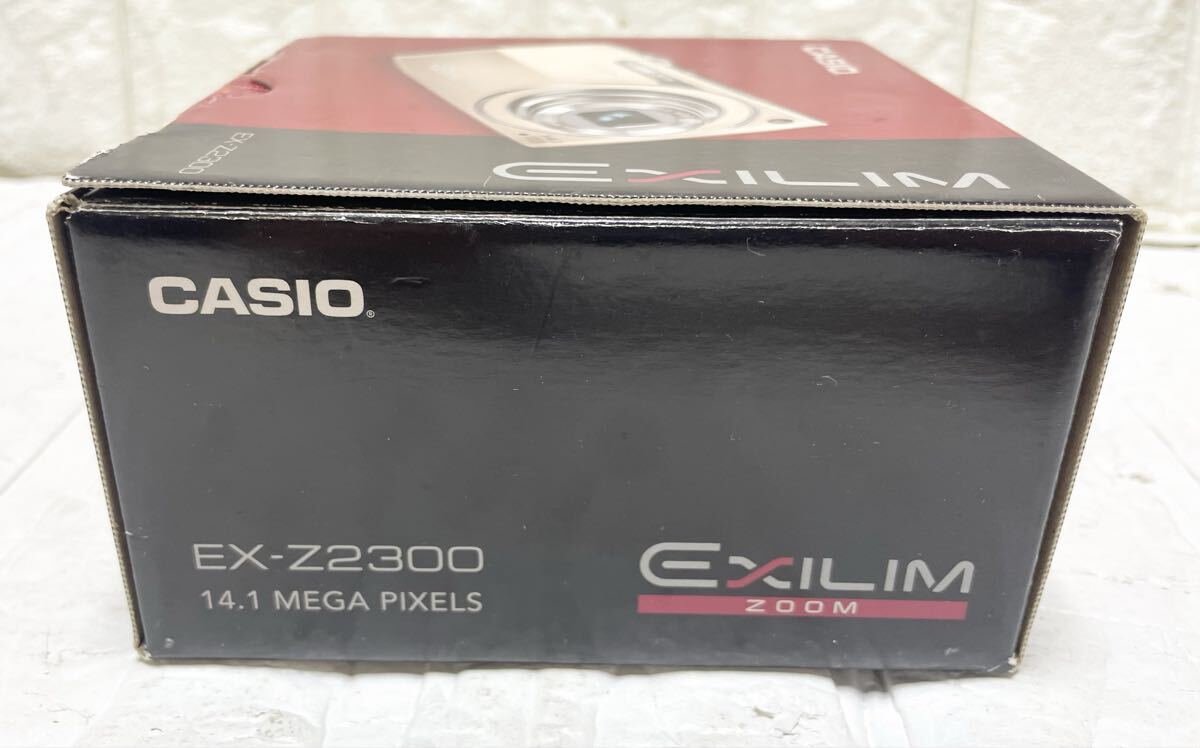 CASIO
EX-Z2300
EXILIM
CASIO®
EX-Z2300
14.1 MEGA PIXELS
EXILIM
ZOOM